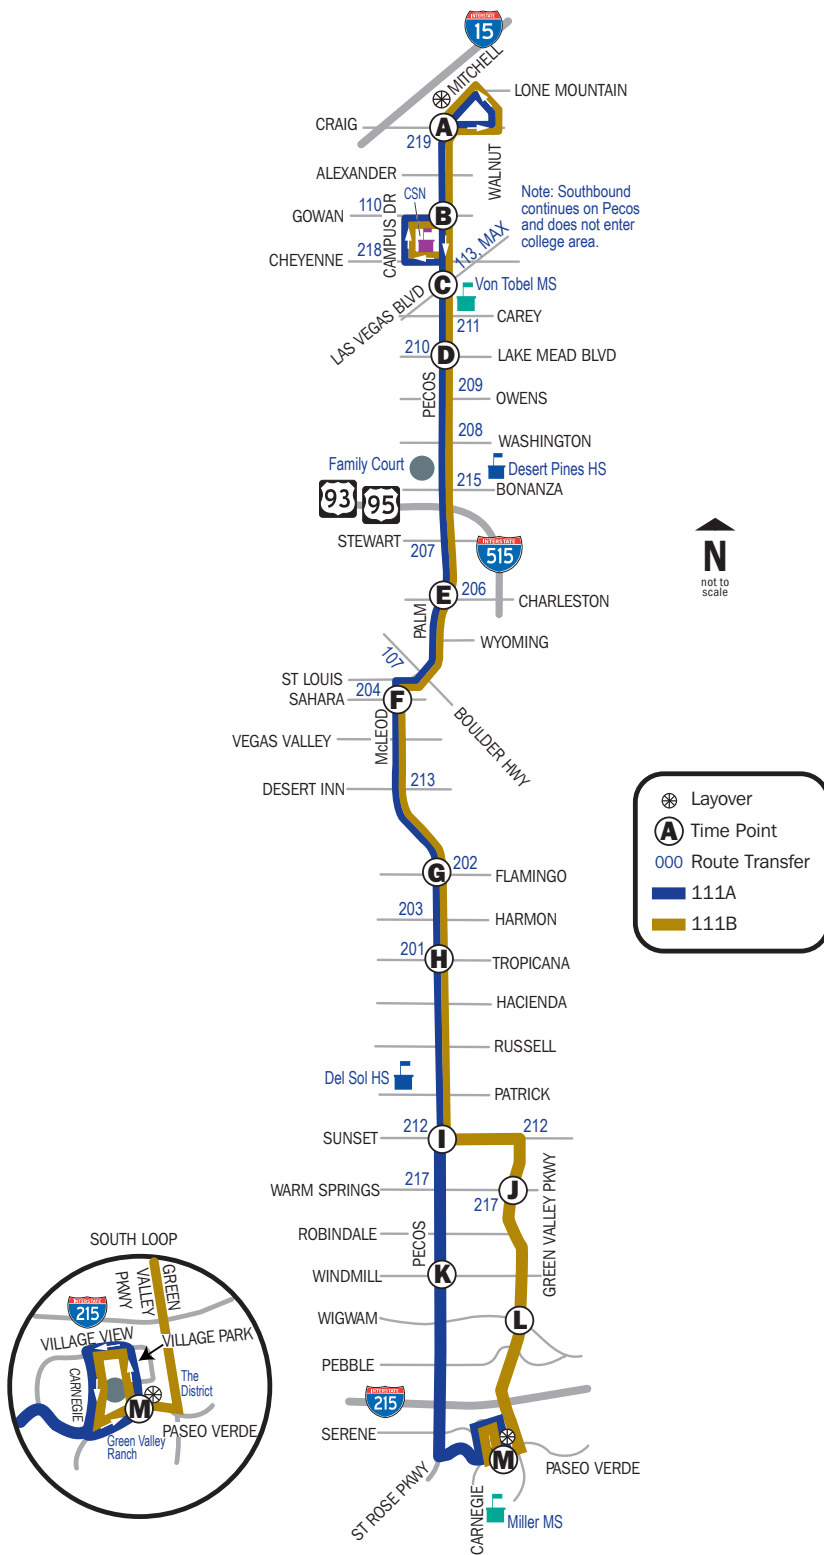 INTERSTATE
15
MITCHELL
LONE MOUNTAIN
CRAIG
A
219
WALNUT
ALEXANDER
Note: Southbound
continues on Pecos
and does not enter
college area.
CSN
110
GOWAN
B
CAMPUS DR
218
CHEYENNE
113, MAX
C
Von Tobel MS
LAS VEGAS BLVD
CAREY
211
210
D
LAKE MEAD BLVD
PECOS
209
OWENS
208
WASHINGTON
Family Court
Desert Pines HS
215
BONANZA
93
95
STEWART
207
INTERSTATE
515
N
not to
scale
E
206
CHARLESTON
PALM
WYOMING
107
ST LOUIS
204
SAHARA
F
BOULDER HWY
McLEOD
VEGAS VALLEY
DESERT INN
213
Layover
A
Time Point
000
Route Transfer
111A
111B
G
202
FLAMINGO
203
HARMON
201
H
TROPICANA
HACIENDA
RUSSELL
Del Sol HS
PATRICK
212
SUNSET
I
212
217
WARM SPRINGS
J
217
GREEN VALLEY PKWY
PECOS
ROBINDALE
WINDMILL
K
WIGWAM
L
PEBBLE
INTERSTATE
215
SERENE
M
PASEO VERDE
ST ROSE PKWY
CARNEGIE
Miller MS
SOUTH LOOP
GREEN
VALLEY
PKWY
INTERSTATE
215
VILLAGE VIEW
VILLAGE PARK
CARNEGIE
The
District
M
PASEO VERDE
Green Valley
Ranch